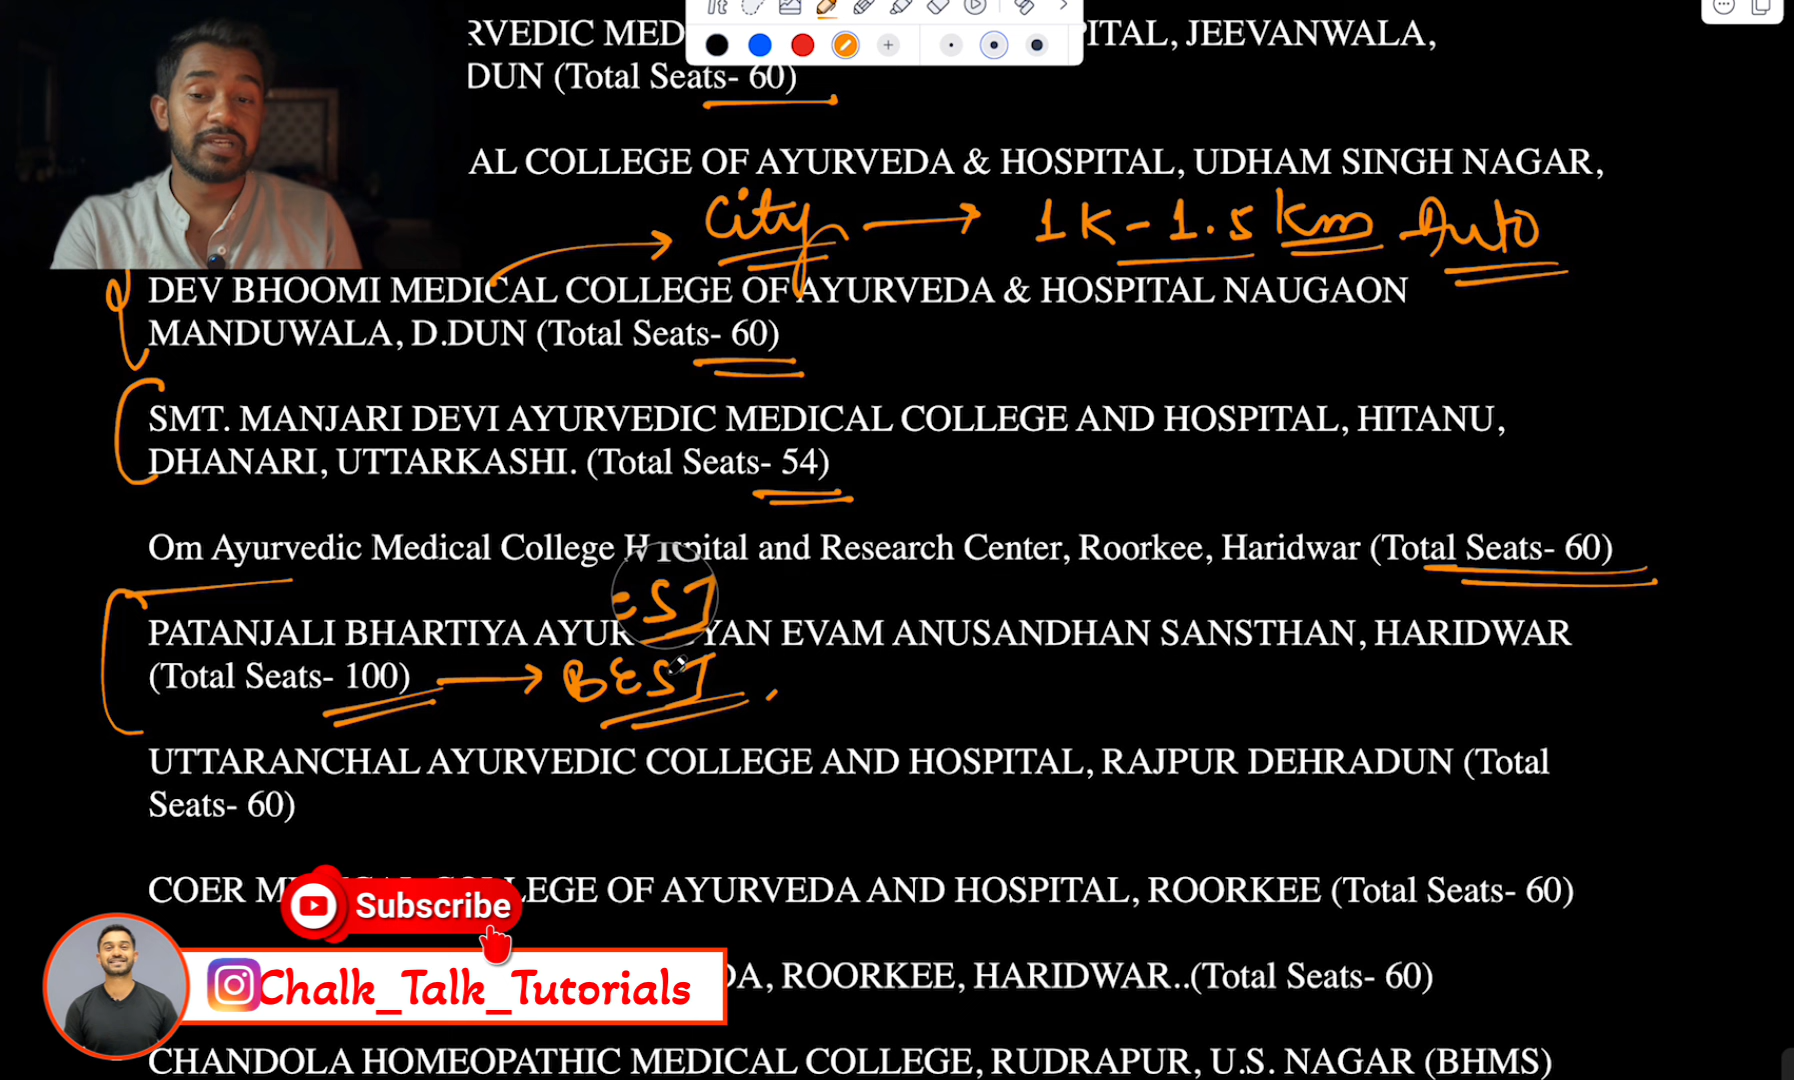 RVEDIC MED ITAL, JEEVANWALA,
DUN (Total Seats- 60)
AL COLLEGE OF AYURVEDA & HOSPITAL, UDHAM SINGH NAGAR,
City → 1K-1.5 Km Auto
DEV BHOOMI MEDICAL COLLEGE OF AYURVEDA & HOSPITAL NAUGAON
MANDUWALA, D.DUN (Total Seats- 60)
SMT. MANJARI DEVI AYURVEDIC MEDICAL COLLEGE AND HOSPITAL, HITANU,
DHANARI, UTTARKASHI. (Total Seats- 54)
Om Ayurvedic Medical College H pital and Research Center, Roorkee, Haridwar (Total Seats- 60)
EST
PATANJALI BHARTIYA AYUR YAN EVAM ANUSANDHAN SANSTHAN, HARIDWAR
(Total Seats- 100) → BEST
UTTARANCHAL AYURVEDIC COLLEGE AND HOSPITAL, RAJPUR DEHRADUN (Total
Seats- 60)
COER M LEGE OF AYURVEDA AND HOSPITAL, ROORKEE (Total Seats- 60)
Subscribe
DA, ROORKEE, HARIDWAR..(Total Seats- 60)
Chalk_Talk_Tutorials
CHANDOLA HOMEOPATHIC MEDICAL COLLEGE, RUDRAPUR, U.S. NAGAR (BHMS)